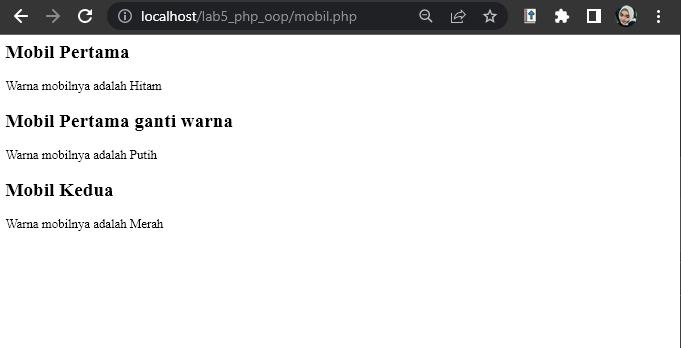 localhost/lab5_php_oop/mobil.php
Mobil Pertama
Warna mobilnya adalah Hitam
Mobil Pertama ganti warna
Warna mobilnya adalah Putih
Mobil Kedua
Warna mobilnya adalah Merah